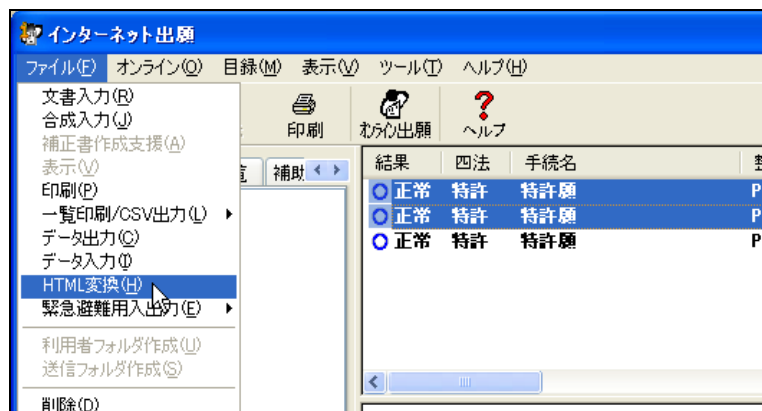 インターネット出願
ファイル(F) オンライン(O) 目録(M) 表示(V) ツール(T) ヘルプ(H)
文書入力(R)
合成入力(J)
補正書作成支援(A)
表示(V)
印刷(P)
一覧印刷/CSV出力(L)
データ出力(C)
データ入力(I)
HTML変換(H)
緊急避難用入出力(E)
利用者フォルダ作成(U)
送信フォルダ作成(S)
削除(D)
印刷 オンライン出願 ヘルプ
補助
結果 四法 手続名
正常 特許 特許願 P
正常 特許 特許願 P
正常 特許 特許願 P